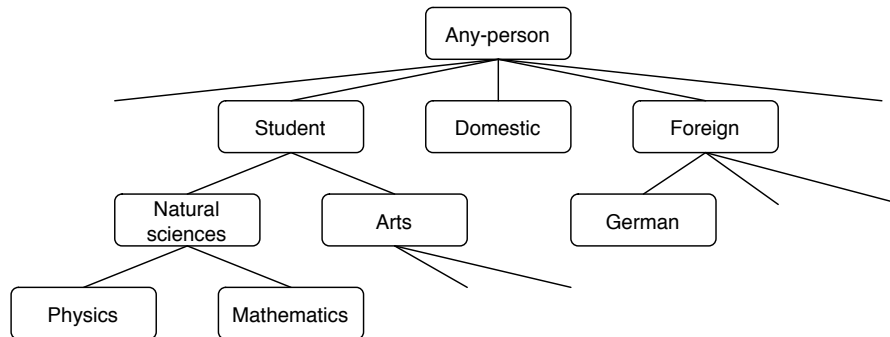 Any-person
Student
Domestic
Foreign
Natural
sciences
Arts
German
Physics
Mathematics